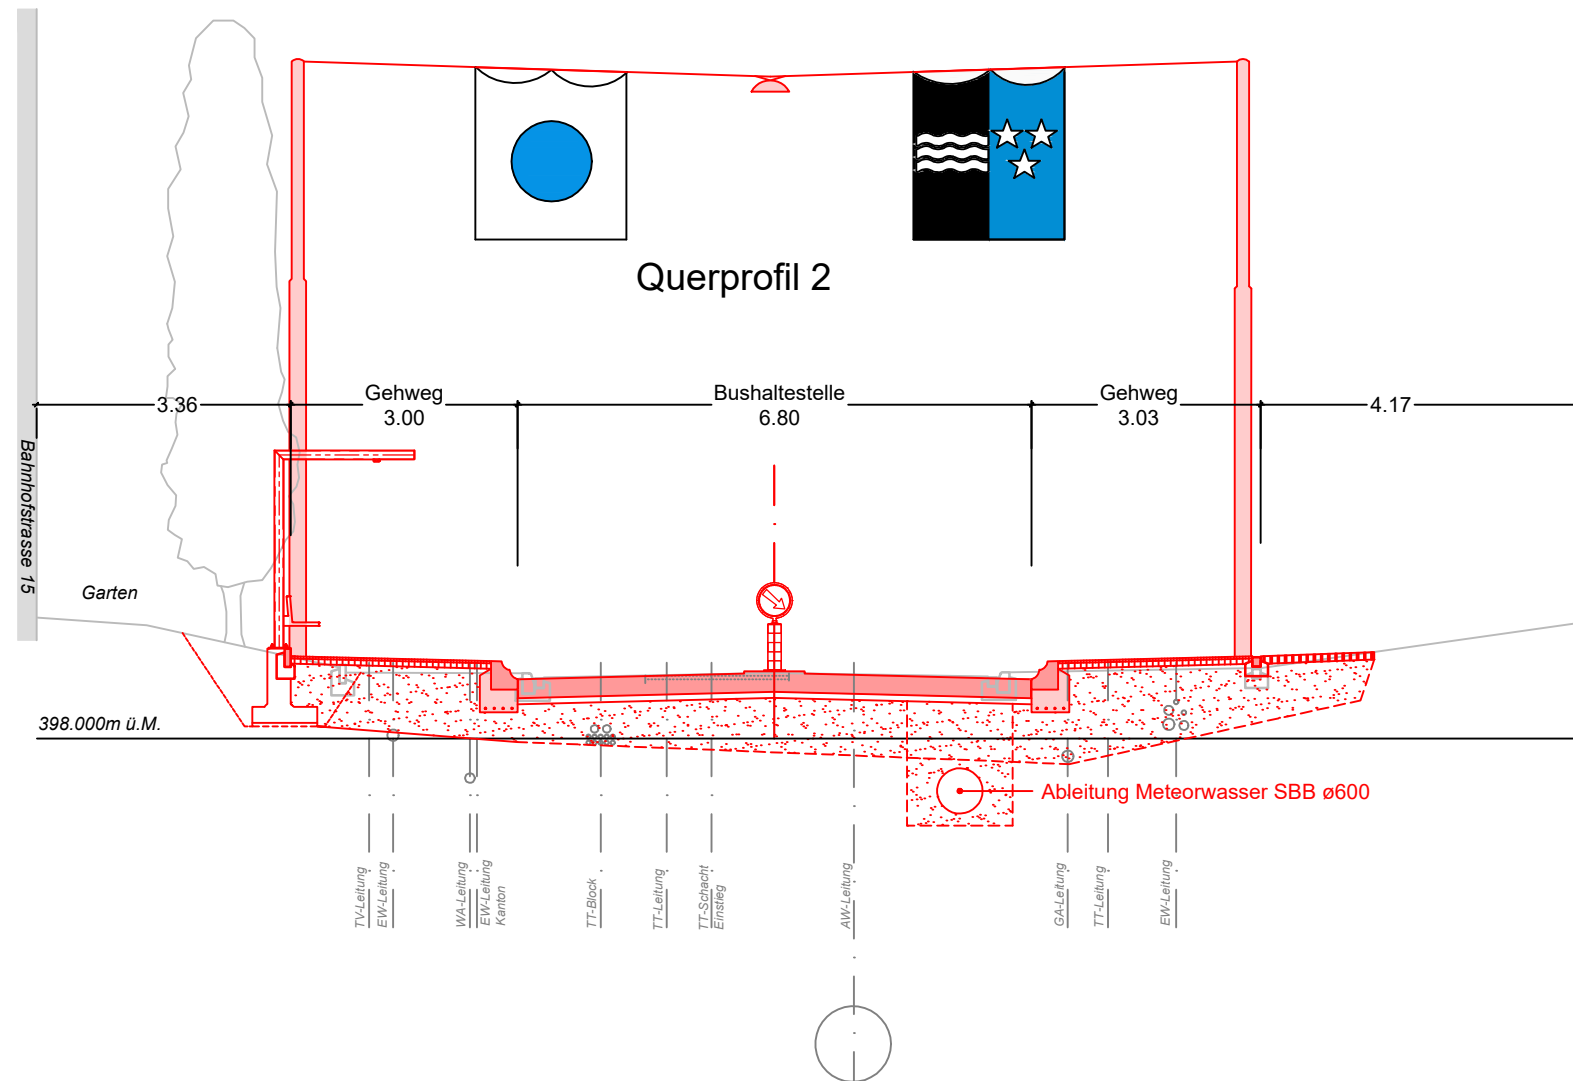 Querprofil 2
3.36
Gehweg
3.00
Bushaltestelle
6.80
Gehweg
3.03
4.17
Bahnhofstrasse 15
Garten
398.000m ü.M.
Ableitung Meteorwasser SBB ø600
TV-Leitung
EW-Leitung
WA-Leitung
EW-Leitung
Kanton
TT-Block
TT-Leitung
TT-Schacht
Einstieg
AW-Leitung
GA-Leitung
TT-Leitung
EW-Leitung